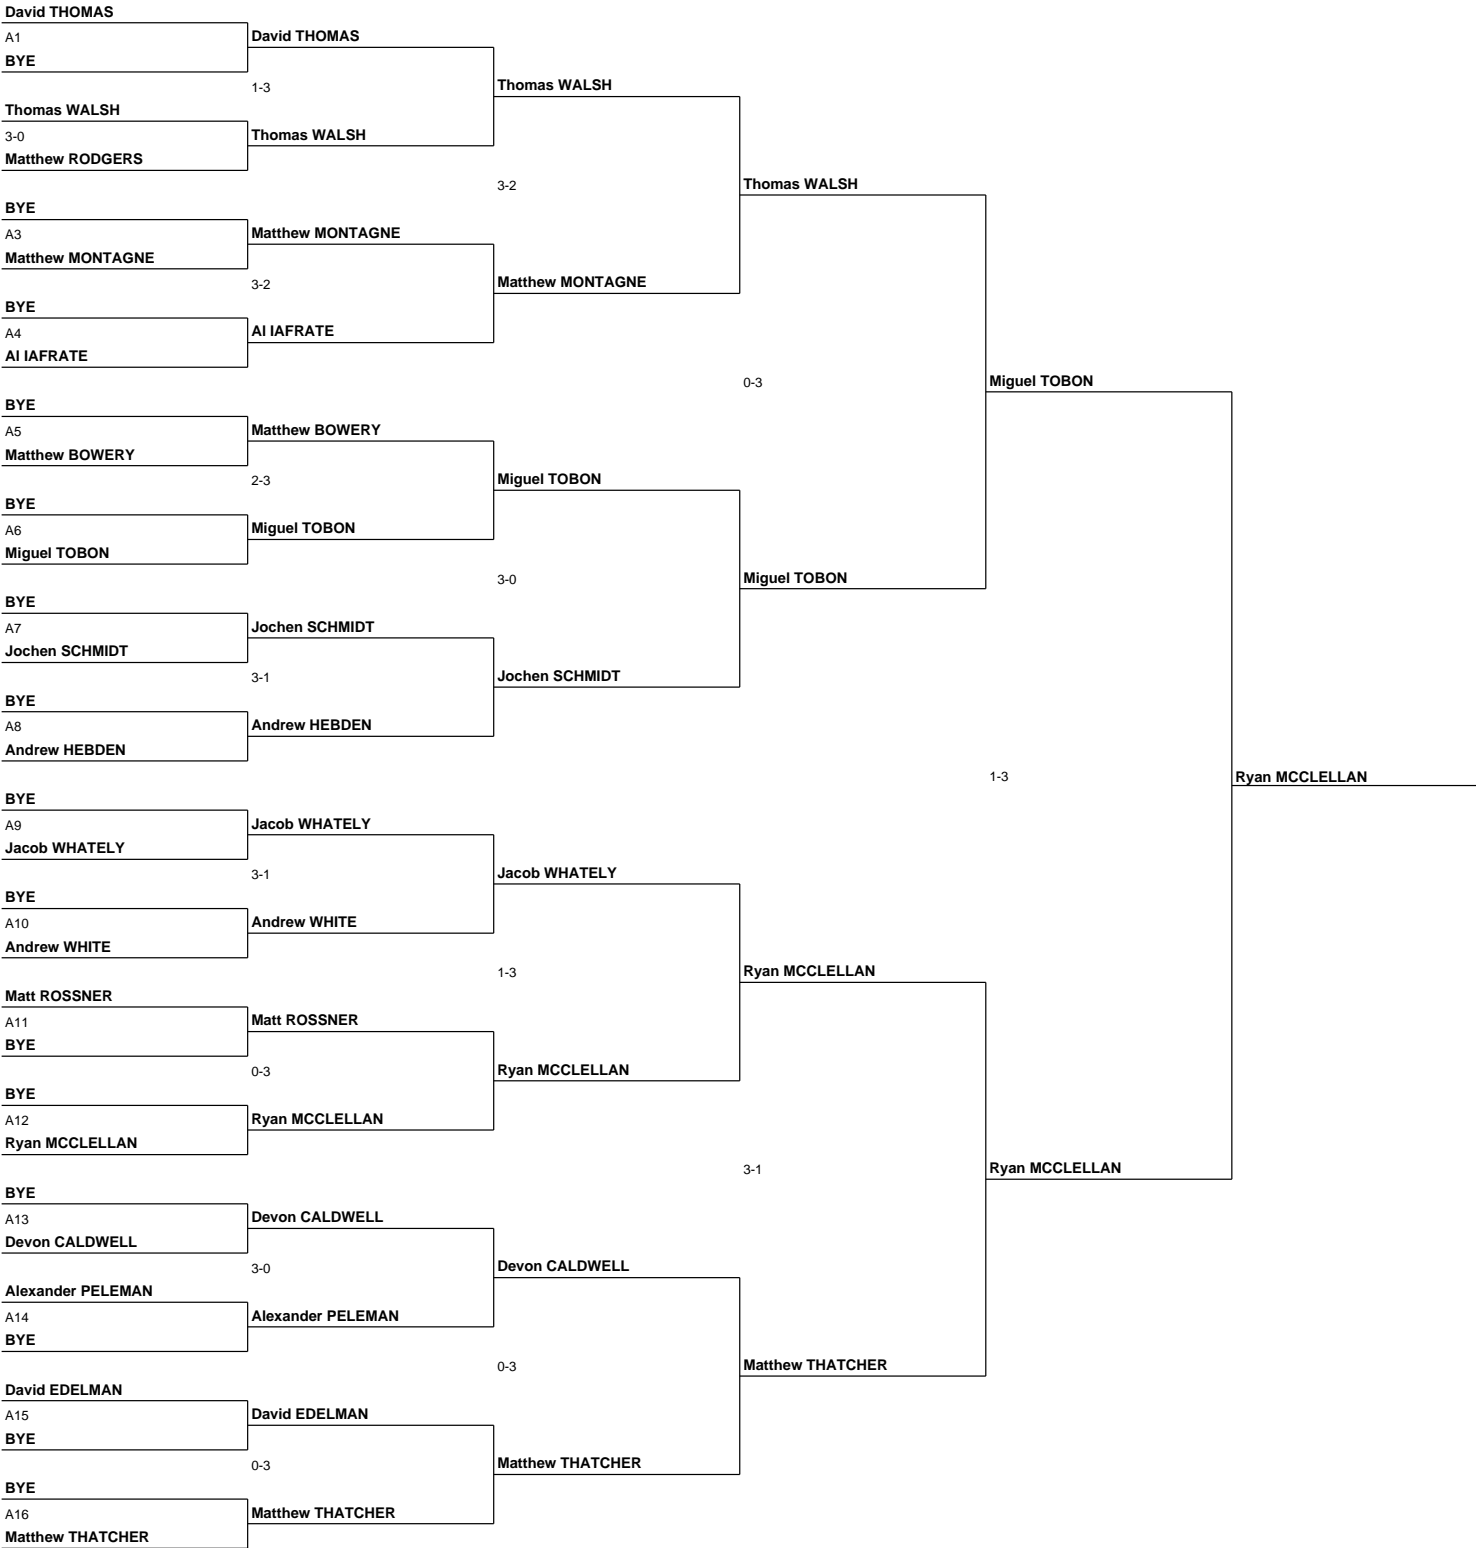 David THOMAS
A1
BYE
David THOMAS
1-3
Thomas WALSH
Thomas WALSH
3-0
Matthew RODGERS
Thomas WALSH
3-2
Thomas WALSH
BYE
A3
Matthew MONTAGNE
Matthew MONTAGNE
3-2
Matthew MONTAGNE
BYE
A4
Al IAFRATE
Al IAFRATE
0-3
Miguel TOBON
BYE
A5
Matthew BOWERY
Matthew BOWERY
2-3
Miguel TOBON
BYE
A6
Miguel TOBON
Miguel TOBON
3-0
Miguel TOBON
BYE
A7
Jochen SCHMIDT
Jochen SCHMIDT
3-1
Jochen SCHMIDT
BYE
A8
Andrew HEBDEN
Andrew HEBDEN
1-3
Ryan MCCLELLAN
BYE
A9
Jacob WHATELY
Jacob WHATELY
3-1
Jacob WHATELY
BYE
A10
Andrew WHITE
Andrew WHITE
1-3
Ryan MCCLELLAN
Matt ROSSNER
A11
BYE
Matt ROSSNER
0-3
Ryan MCCLELLAN
BYE
A12
Ryan MCCLELLAN
Ryan MCCLELLAN
3-1
Ryan MCCLELLAN
BYE
A13
Devon CALDWELL
Devon CALDWELL
3-0
Devon CALDWELL
Alexander PELEMAN
A14
BYE
Alexander PELEMAN
0-3
Matthew THATCHER
David EDELMAN
A15
BYE
David EDELMAN
0-3
Matthew THATCHER
BYE
A16
Matthew THATCHER
Matthew THATCHER